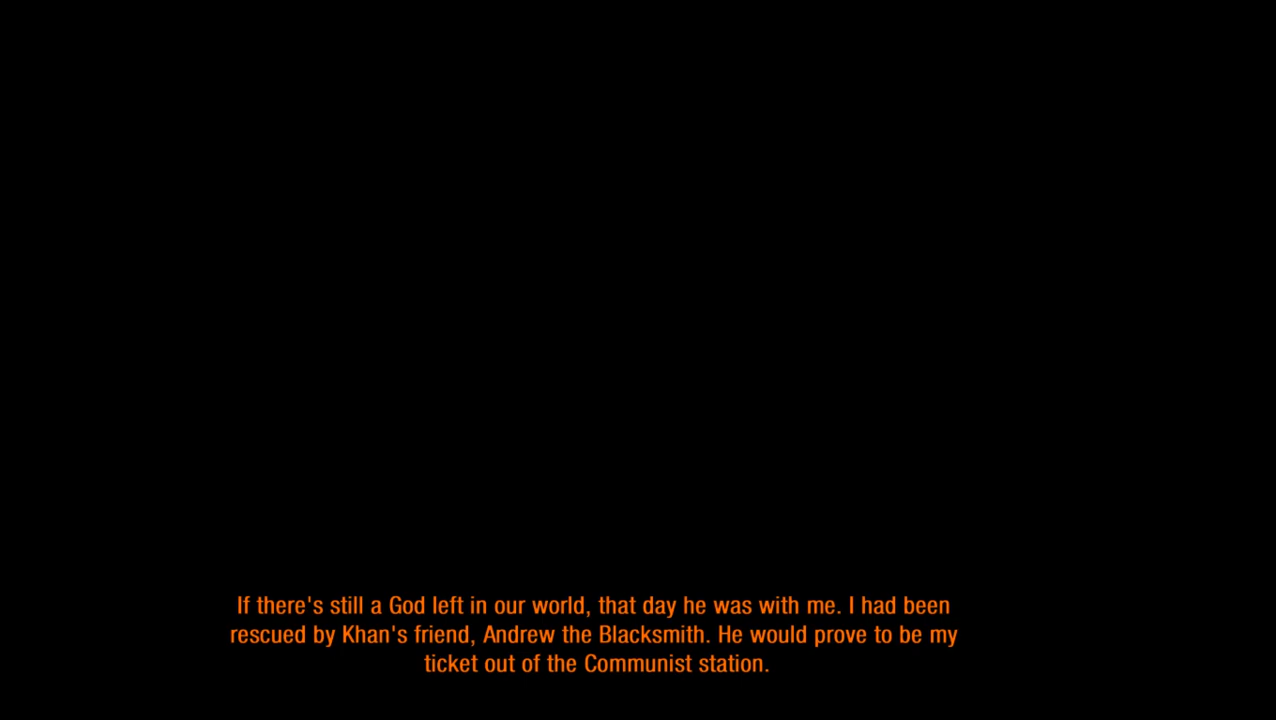 If there's still a God left in our world, that day he was with me. I had been
rescued by Khan's friend, Andrew the Blacksmith. He would prove to be my
ticket out of the Communist station.